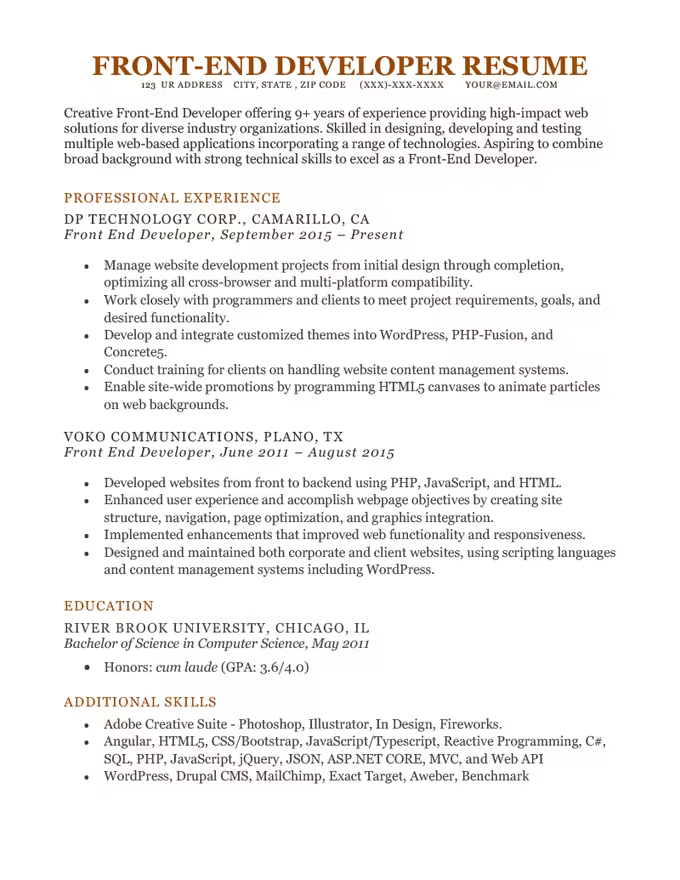 FRONT-END DEVELOPER RESUME
123 UR ADDRESS CITY, STATE , ZIP CODE (XXX)-XXX-XXXX YOUR@EMAIL.COM
Creative Front-End Developer offering 9+ years of experience providing high-impact web
solutions for diverse industry organizations. Skilled in designing, developing and testing
multiple web-based applications incorporating a range of technologies. Aspiring to combine
broad background with strong technical skills to excel as a Front-End Developer.
PROFESSIONAL EXPERIENCE
DP TECHNOLOGY CORP., CAMARILLO, CA
Front End Developer, September 2015 – Present
• Manage website development projects from initial design through completion,
optimizing all cross-browser and multi-platform compatibility.
• Work closely with programmers and clients to meet project requirements, goals, and
desired functionality.
• Develop and integrate customized themes into WordPress, PHP-Fusion, and
Concrete5.
• Conduct training for clients on handling website content management systems.
• Enable site-wide promotions by programming HTML5 canvases to animate particles
on web backgrounds.
VOKO COMMUNICATIONS, PLANO, TX
Front End Developer, June 2011 – August 2015
• Developed websites from front to backend using PHP, JavaScript, and HTML.
• Enhanced user experience and accomplish webpage objectives by creating site
structure, navigation, page optimization, and graphics integration.
• Implemented enhancements that improved web functionality and responsiveness.
• Designed and maintained both corporate and client websites, using scripting languages
and content management systems including WordPress.
EDUCATION
RIVER BROOK UNIVERSITY, CHICAGO, IL
Bachelor of Science in Computer Science, May 2011
• Honors: cum laude (GPA: 3.6/4.0)
ADDITIONAL SKILLS
• Adobe Creative Suite - Photoshop, Illustrator, In Design, Fireworks.
• Angular, HTML5, CSS/Bootstrap, JavaScript/Typescript, Reactive Programming, C#,
SQL, PHP, JavaScript, jQuery, JSON, ASP.NET CORE, MVC, and Web API
• WordPress, Drupal CMS, MailChimp, Exact Target, Aweber, Benchmark